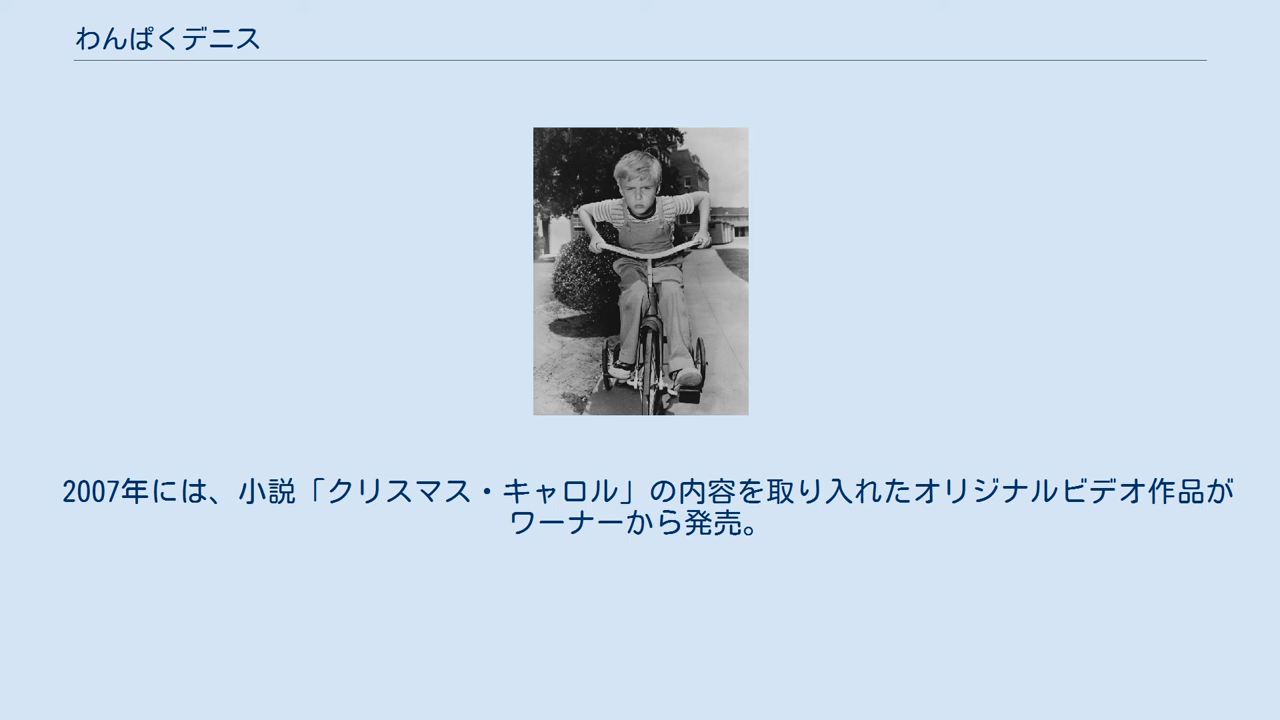 わんぱくデニス
2007年には、小説「クリスマス・キャロル」の内容を取り入れたオリジナルビデオ作品が
ワーナーから発売。